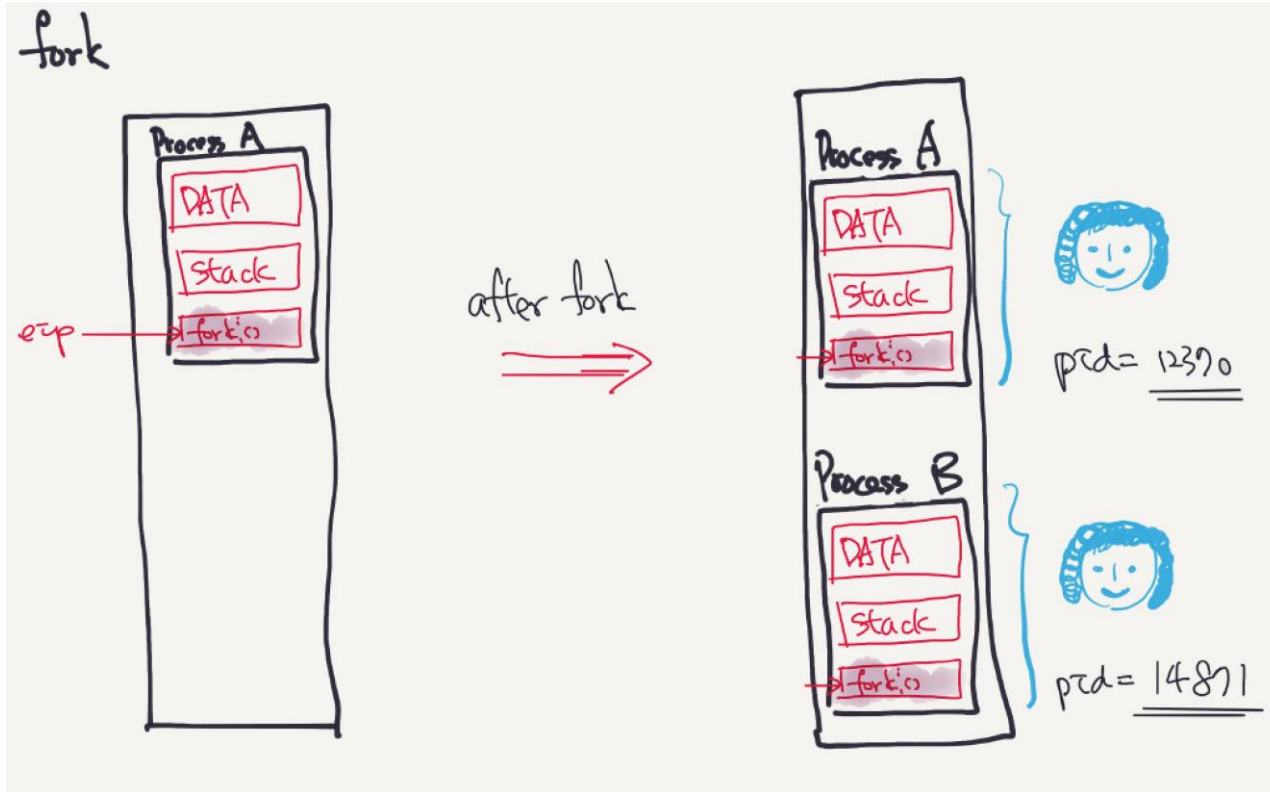 fork
Process A
DATA
stack
eip
fork()
after fork
Process A
DATA
stack
fork()
pid = 12370
Process B
DATA
stack
fork()
pid = 14871